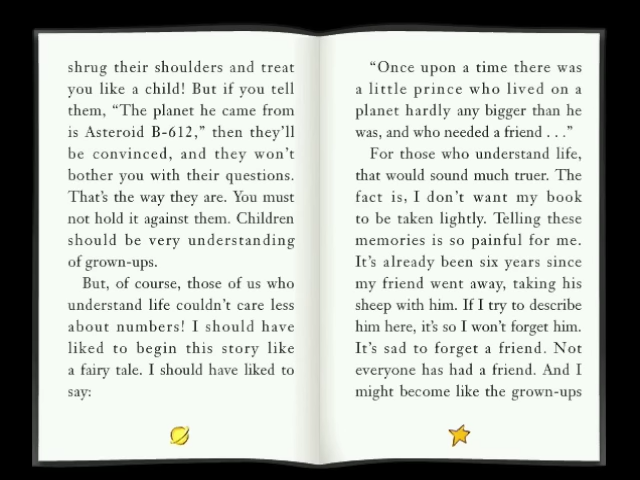 shrug their shoulders and treat
you like a child! But if you tell
them, “The planet he came from
is Asteroid B-612,” then they’ll
be convinced, and they won’t
bother you with their questions.
That’s the way they are. You must
not hold it against them. Children
should be very understanding
of grown-ups.
But, of course, those of us who
understand life couldn’t care less
about numbers! I should have
liked to begin this story like
a fairy tale. I should have liked to
say:
“Once upon a time there was
a little prince who lived on a
planet hardly any bigger than he
was, and who needed a friend . . .”
For those who understand life,
that would sound much truer. The
fact is, I don’t want my book
to be taken lightly. Telling these
memories is so painful for me.
It’s already been six years since
my friend went away, taking his
sheep with him. If I try to describe
him here, it’s so I won’t forget him.
It’s sad to forget a friend. Not
everyone has had a friend. And I
might become like the grown-ups